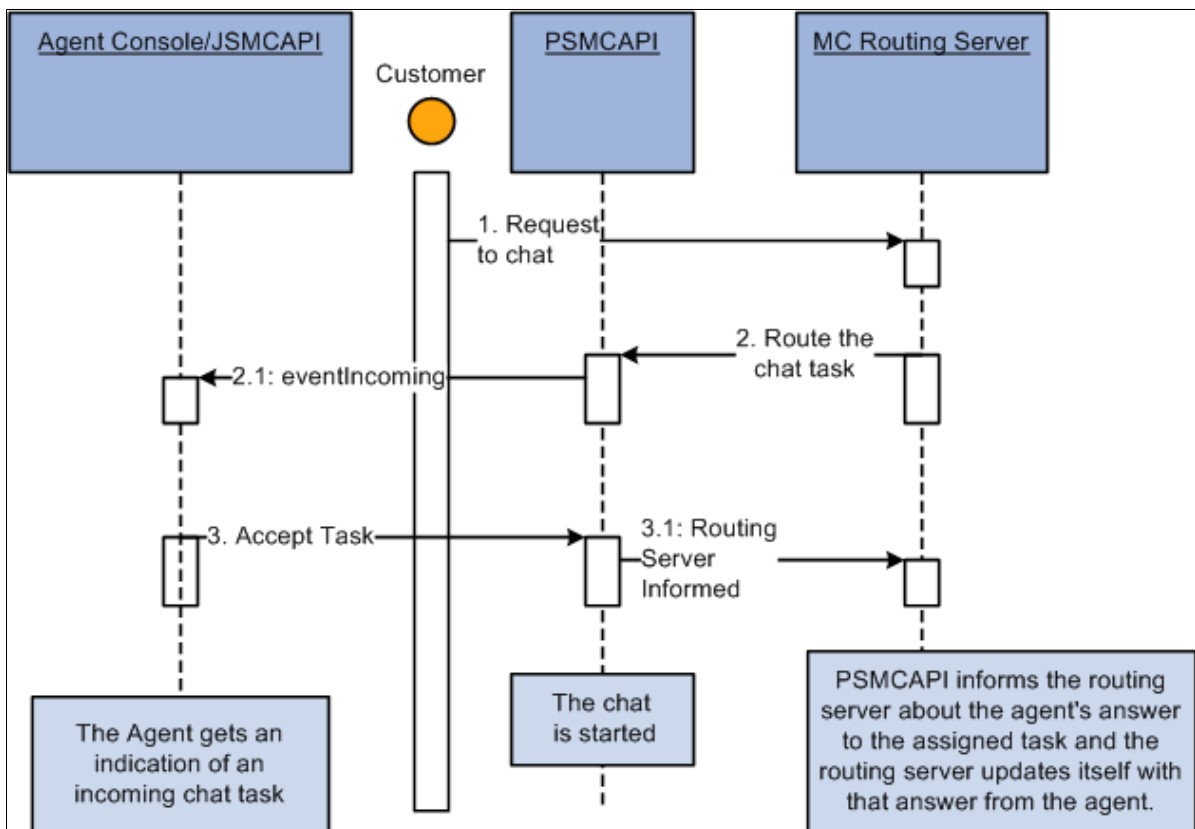 Agent Console/JSMCAPI
Customer
PSMCAPI
MC Routing Server
1. Request
to chat
2. Route the
chat task
2.1: eventIncoming
3. Accept Task
3.1: Routing
Server
Informed
The Agent gets an
indication of an
incoming chat task
The chat
is started
PSMCAPI informs the routing
server about the agent's answer
to the assigned task and the
routing server updates itself with
that answer from the agent.